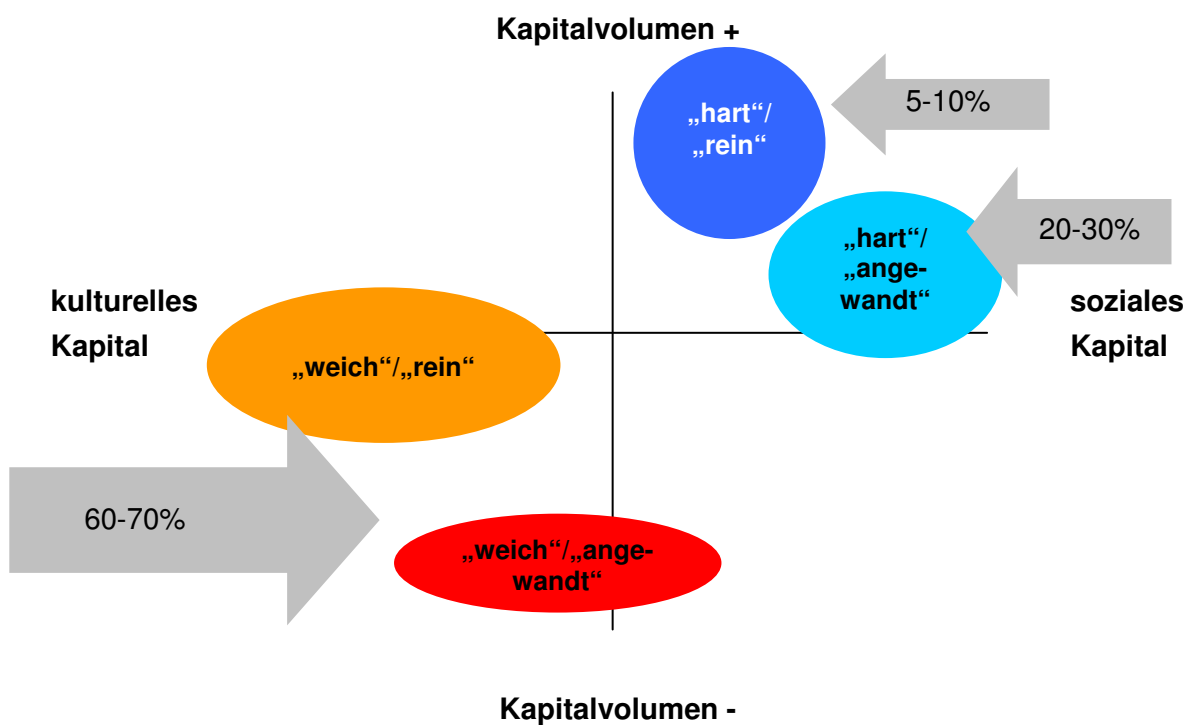 Kapitalvolumen +
„hart“/
„rein“
5-10%
„hart“/
„ange-
wandt“
20-30%
kulturelles
Kapital
soziales
Kapital
„weich“/„rein“
60-70%
„weich“/„ange-
wandt“
Kapitalvolumen -